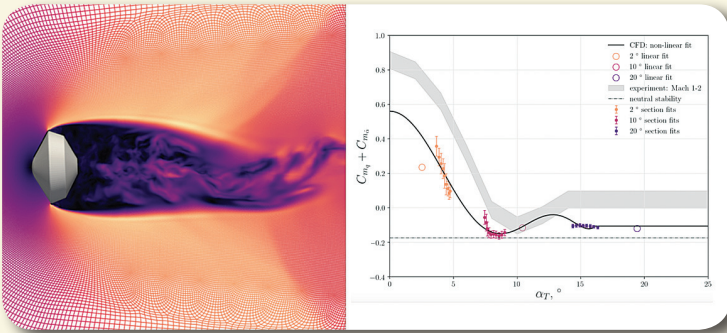 1.0
0.8
0.6
0.4
0.2
0.0
−0.2
−0.4
C_{m_q} + C_{m_{\dot{α}}}
CFD: non-linear fit
2 ° linear fit
10 ° linear fit
20 ° linear fit
experiment: Mach 1-2
neutral stability
2 ° section fits
10 ° section fits
20 ° section fits
0
5
10
15
20
25
α_T, °